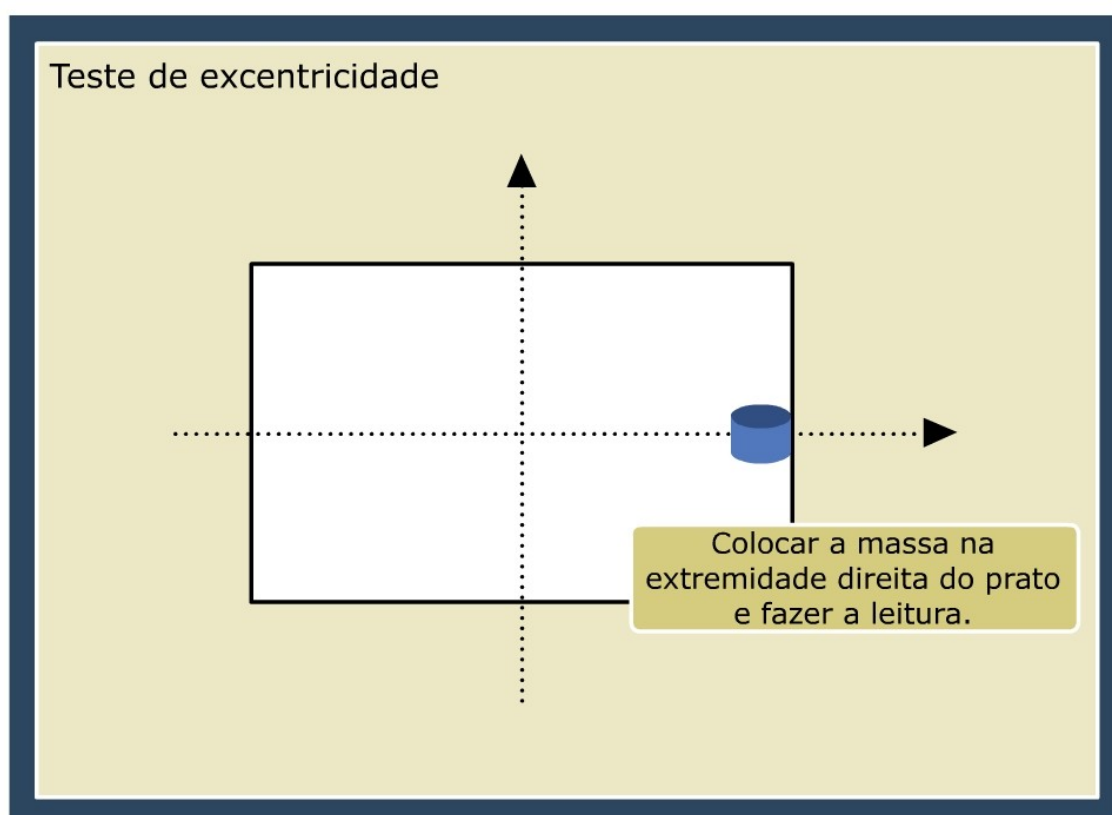 Teste de excentricidade
Colocar a massa na
extremidade direita do prato
e fazer a leitura.